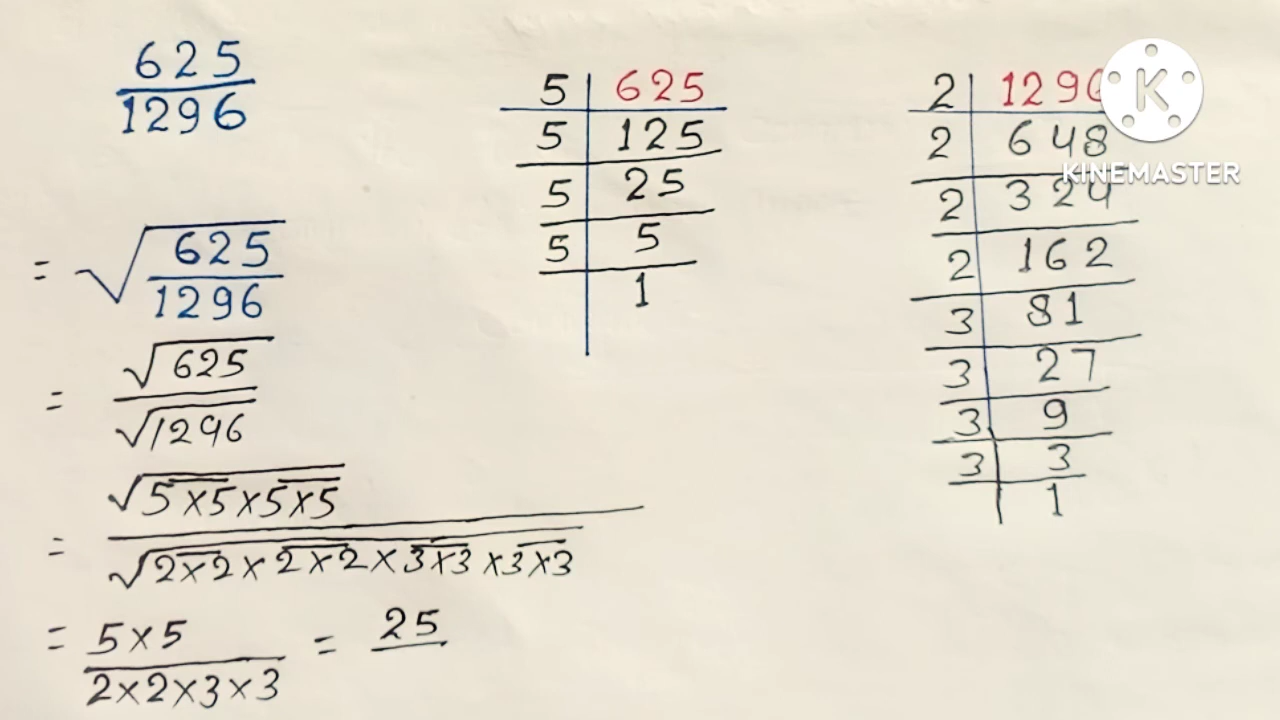 625
1296
= √625
1296
= √625
√1296
= √5×5×5×5
√2×2×2×2×3×3×3×3
= 5×5 = 25
2×2×3×3
5 | 625
5 | 125
5 | 25
5 | 5
1
2 | 1296
2 | 648
2 | 324
2 | 162
3 | 81
3 | 27
3 | 9
3 | 3
1
K
KINEMASTER